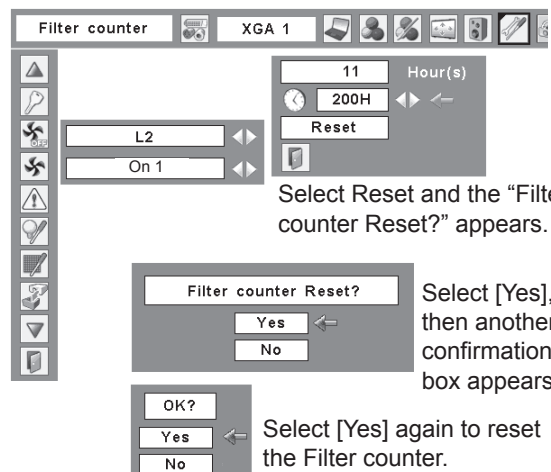 Filter counter
XGA 1
11 Hour(s)
200H
Reset
OFF
L2
On 1
Select Reset and the “Filte
counter Reset?” appears.
Filter counter Reset?
Yes
No
Select [Yes],
then another
confirmation
box appears
OK?
Yes
No
Select [Yes] again to reset
the Filter counter.